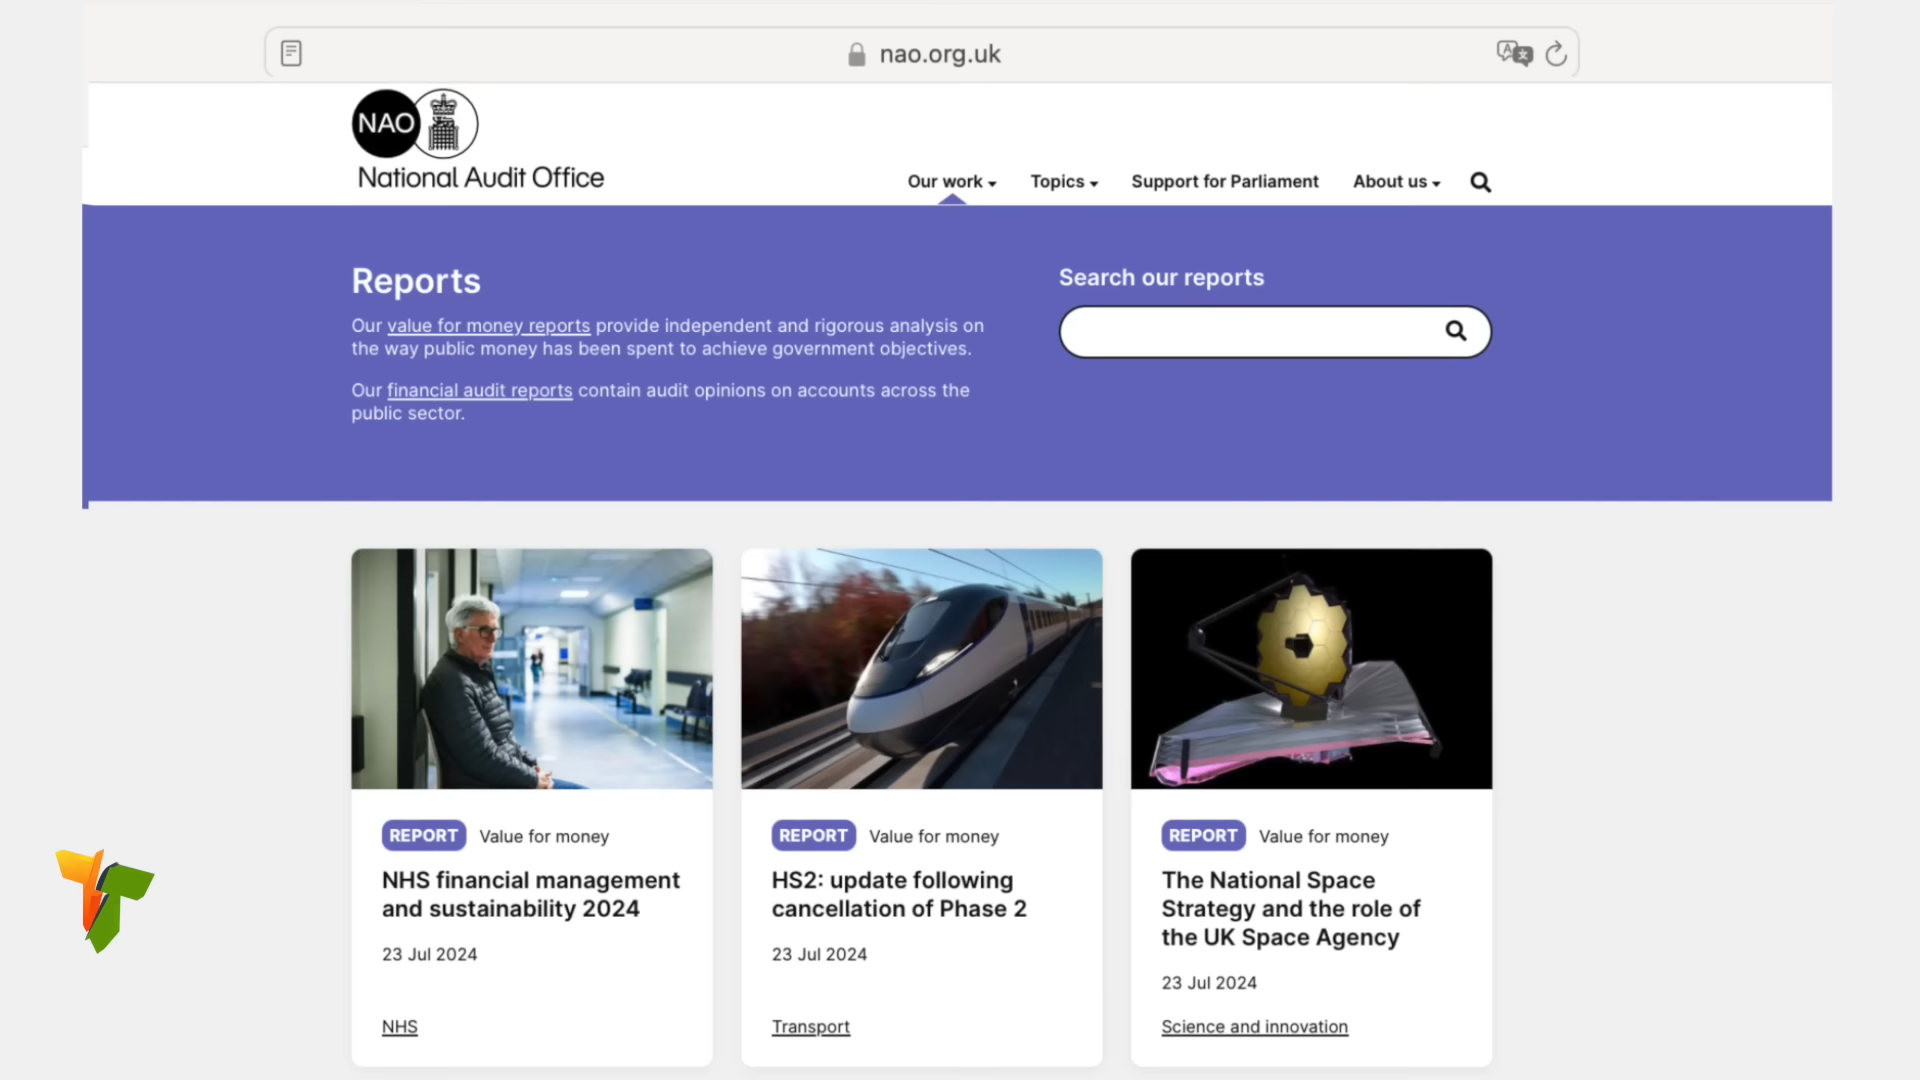 nao.org.uk
NAO
National Audit Office
Our work
Topics
Support for Parliament
About us
Reports
Our value for money reports provide independent and rigorous analysis on
the way public money has been spent to achieve government objectives.
Our financial audit reports contain audit opinions on accounts across the
public sector.
Search our reports
REPORT Value for money
NHS financial management
and sustainability 2024
23 Jul 2024
NHS
REPORT Value for money
HS2: update following
cancellation of Phase 2
23 Jul 2024
Transport
REPORT Value for money
The National Space
Strategy and the role of
the UK Space Agency
23 Jul 2024
Science and innovation